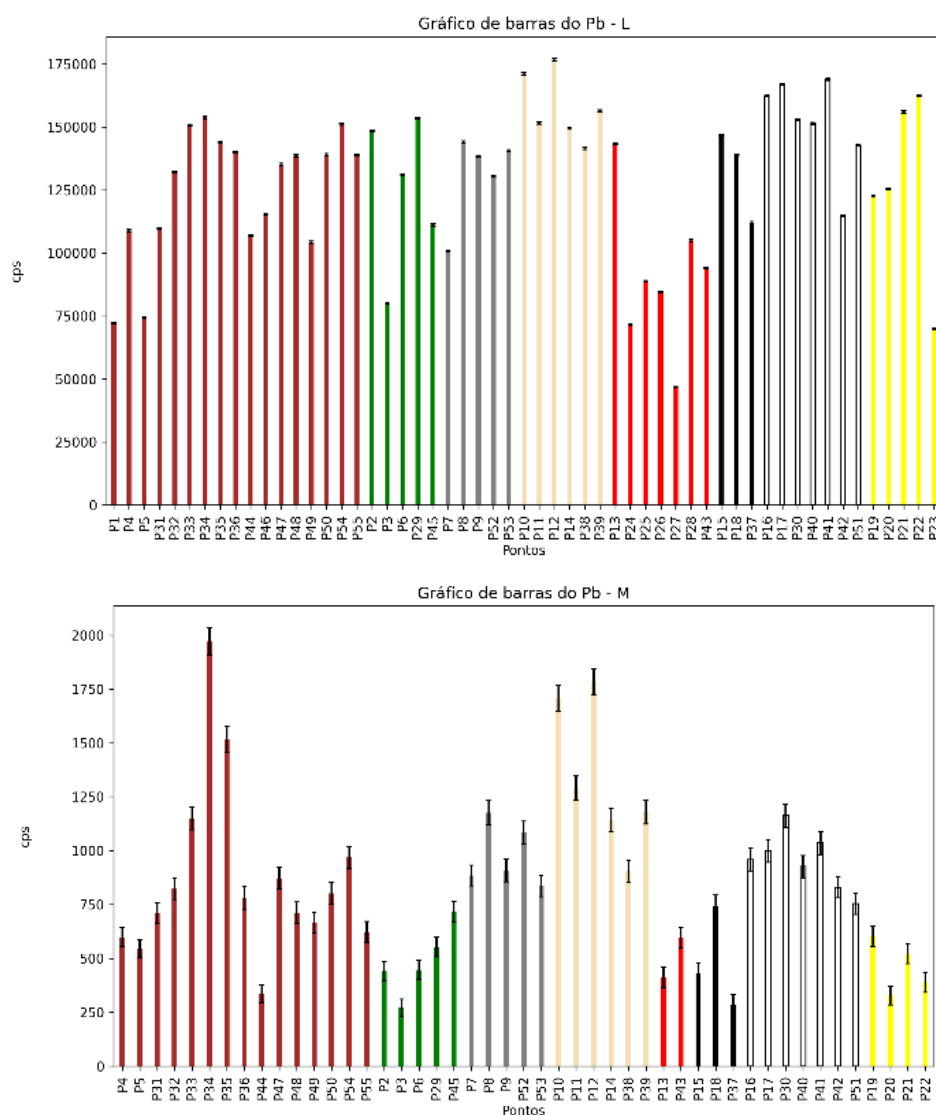 Gráfico de barras do Pb - L
175000
150000
125000
100000
75000
50000
25000
0
cps
P1 P4 P5 P31 P32 P33 P34 P35 P36 P44 P46 P47 P48 P49 P50 P54 P55 P2 P3 P6 P29 P45 P7 P8 P9 P52 P53 P10 P11 P12 P14 P38 P39 P13 P24 P25 P26 P27 P28 P43 P15 P18 P37 P16 P17 P30 P40 P41 P42 P51 P19 P20 P21 P22 P23
Pontos
Gráfico de barras do Pb - M
2000
1750
1500
1250
1000
750
500
250
0
cps
P4 P5 P31 P32 P33 P34 P35 P36 P44 P47 P48 P49 P50 P54 P55 P2 P3 P6 P29 P45 P7 P8 P9 P52 P53 P10 P11 P12 P14 P38 P39 P13 P43 P15 P18 P37 P16 P17 P30 P40 P41 P42 P51 P19 P20 P21 P22
Pontos